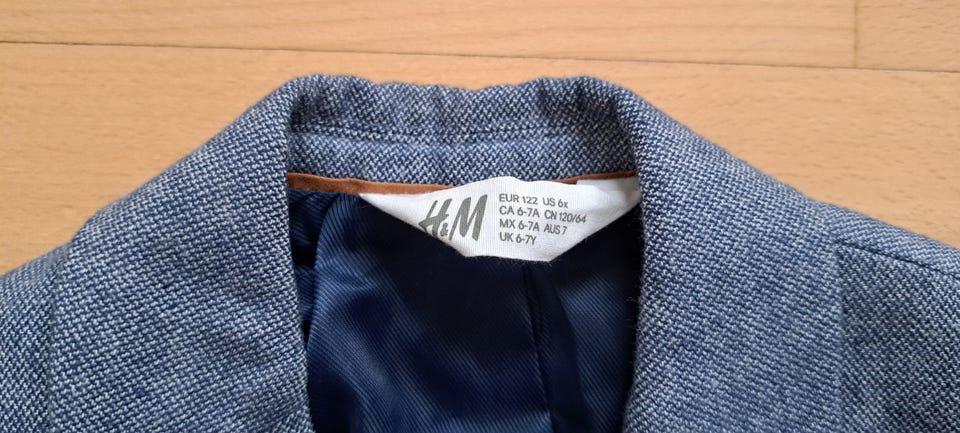 H&M
EUR 122 US 6x
CA 6-7A CN 120/64
MX 6-7A AUS 7
UK 6-7Y